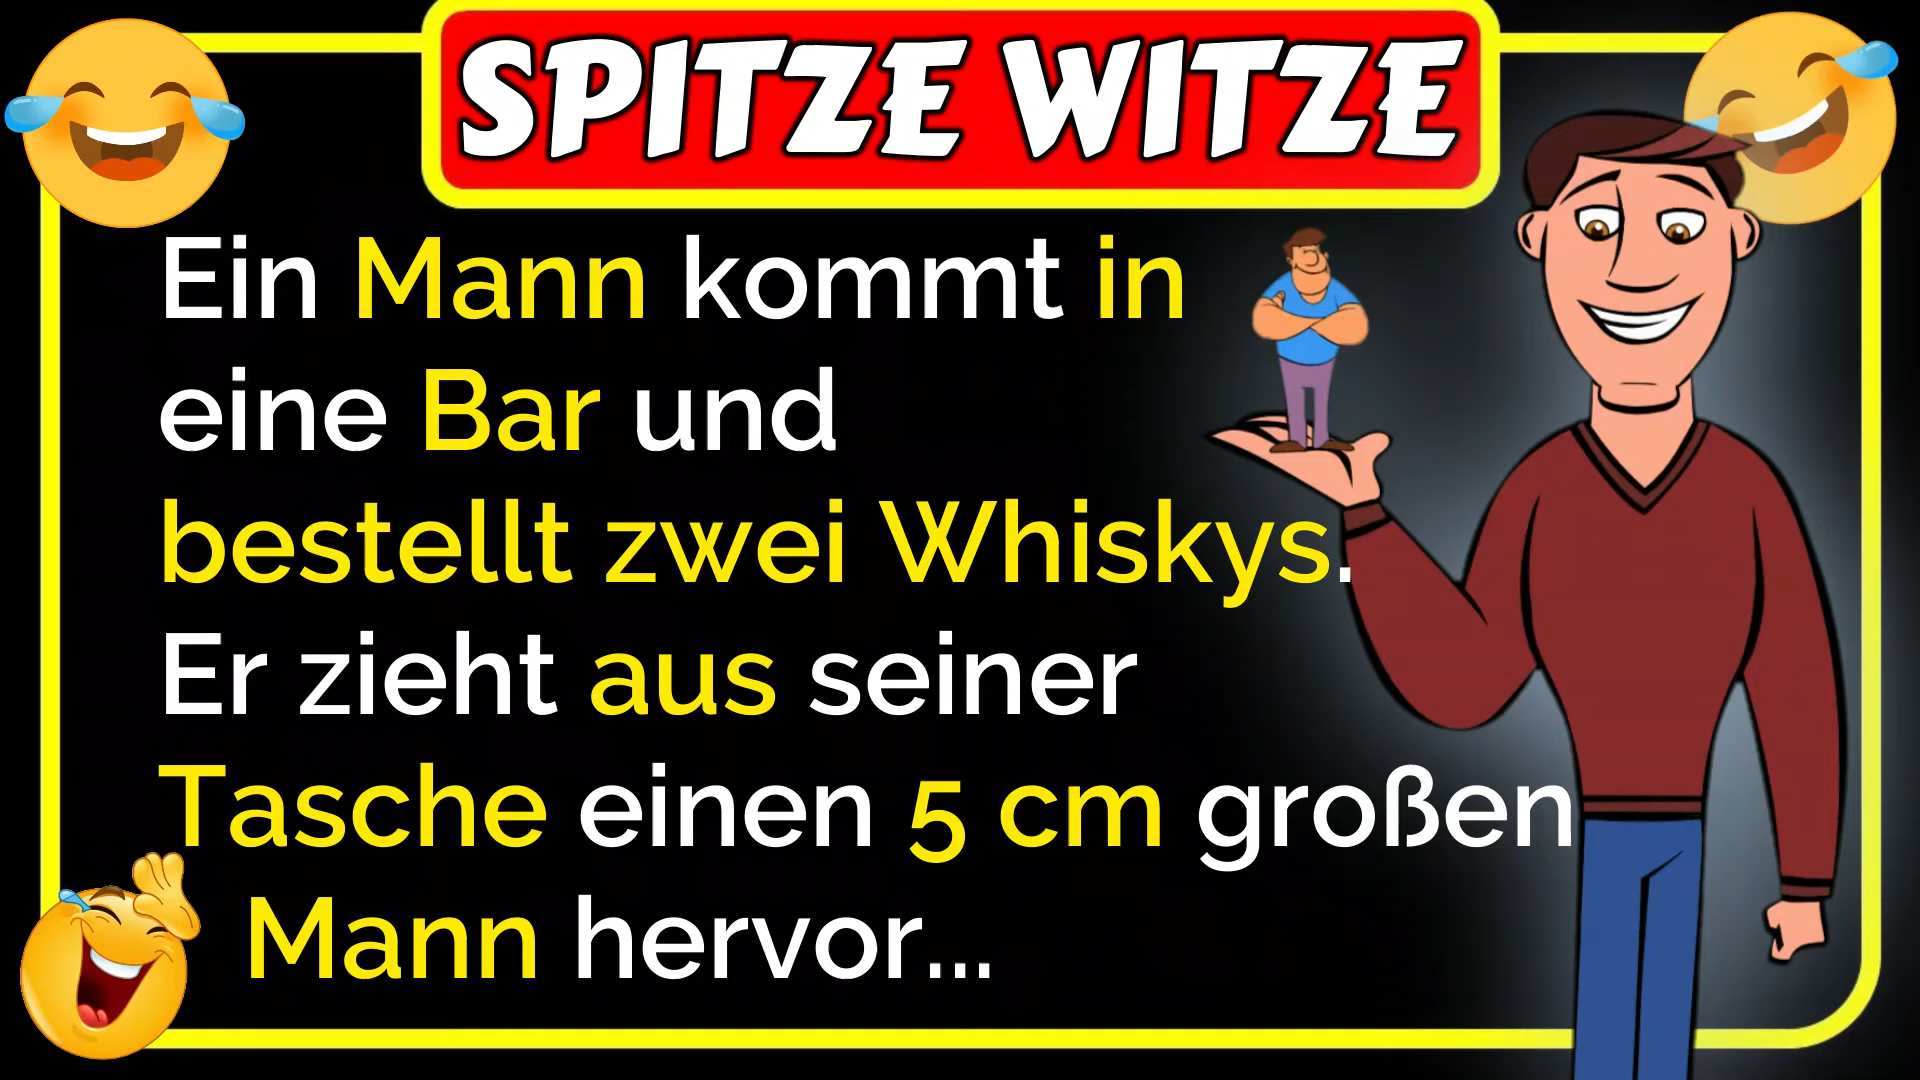 SPITZE WITZE
Ein Mann kommt in
eine Bar und
bestellt zwei Whiskys.
Er zieht aus seiner
Tasche einen 5 cm großen
Mann hervor...